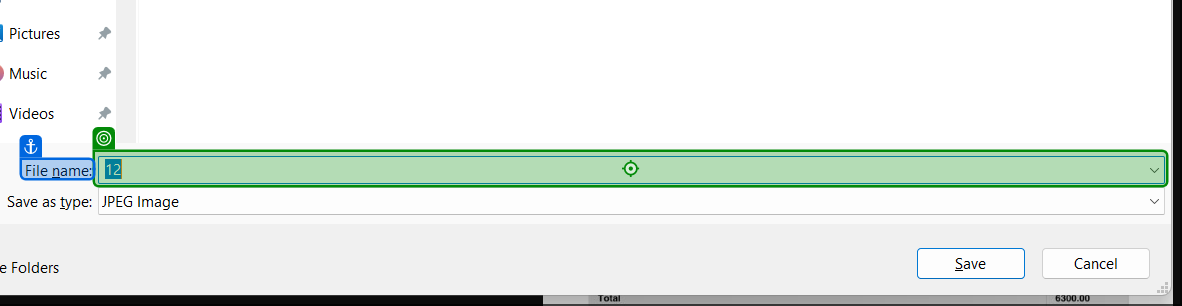 Pictures
Music
Videos
File name: 12
Save as type: JPEG Image
e Folders
Save
Cancel
Total 6300.00